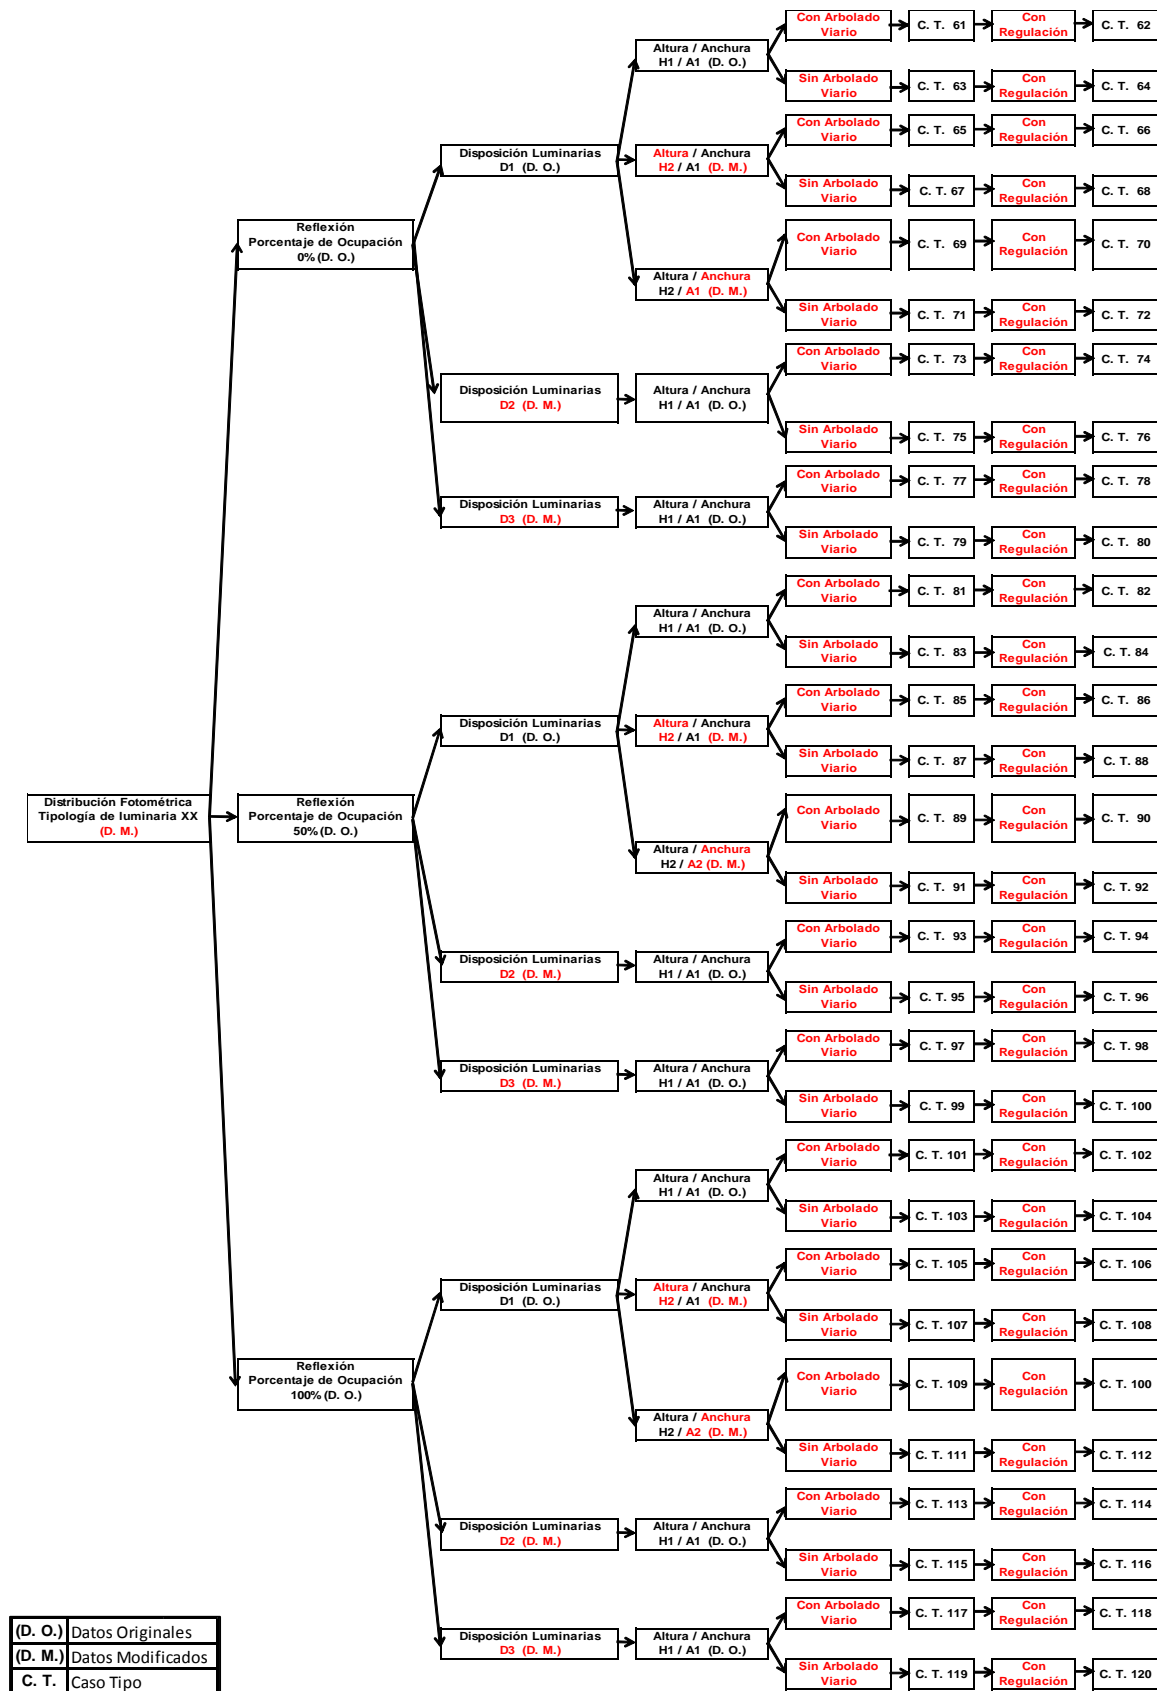 Con Arbolado
Viario
C. T. 61
Con
Regulación
C. T. 62
Altura / Anchura
H1 / A1 (D. O.)
Sin Arbolado
Viario
C. T. 63
Con
Regulación
C. T. 64
Con Arbolado
Viario
C. T. 65
Con
Regulación
C. T. 66
Disposición Luminarias
D1 (D. O.)
Altura / Anchura
H2 / A1 (D. M.)
Sin Arbolado
Viario
C. T. 67
Con
Regulación
C. T. 68
Reflexión
Porcentaje de Ocupación
0% (D. O.)
Con Arbolado
Viario
C. T. 69
Con
Regulación
C. T. 70
Altura / Anchura
H2 / A1 (D. M.)
Sin Arbolado
Viario
C. T. 71
Con
Regulación
C. T. 72
Con Arbolado
Viario
C. T. 73
Con
Regulación
C. T. 74
Disposición Luminarias
D2 (D. M.)
Altura / Anchura
H1 / A1 (D. O.)
Sin Arbolado
Viario
C. T. 75
Con
Regulación
C. T. 76
Con Arbolado
Viario
C. T. 77
Con
Regulación
C. T. 78
Disposición Luminarias
D3 (D. M.)
Altura / Anchura
H1 / A1 (D. O.)
Sin Arbolado
Viario
C. T. 79
Con
Regulación
C. T. 80
Con Arbolado
Viario
C. T. 81
Con
Regulación
C. T. 82
Altura / Anchura
H1 / A1 (D. O.)
Sin Arbolado
Viario
C. T. 83
Con
Regulación
C. T. 84
Con Arbolado
Viario
C. T. 85
Con
Regulación
C. T. 86
Disposición Luminarias
D1 (D. O.)
Altura / Anchura
H2 / A1 (D. M.)
Sin Arbolado
Viario
C. T. 87
Con
Regulación
C. T. 88
Distribución Fotométrica
Tipología de luminaria XX
(D. M.)
Reflexión
Porcentaje de Ocupación
50% (D. O.)
Con Arbolado
Viario
C. T. 89
Con
Regulación
C. T. 90
Altura / Anchura
H2 / A2 (D. M.)
Sin Arbolado
Viario
C. T. 91
Con
Regulación
C. T. 92
Con Arbolado
Viario
C. T. 93
Con
Regulación
C. T. 94
Disposición Luminarias
D2 (D. M.)
Altura / Anchura
H1 / A1 (D. O.)
Sin Arbolado
Viario
C. T. 95
Con
Regulación
C. T. 96
Con Arbolado
Viario
C. T. 97
Con
Regulación
C. T. 98
Disposición Luminarias
D3 (D. M.)
Altura / Anchura
H1 / A1 (D. O.)
Sin Arbolado
Viario
C. T. 99
Con
Regulación
C. T. 100
Con Arbolado
Viario
C. T. 101
Con
Regulación
C. T. 102
Altura / Anchura
H1 / A1 (D. O.)
Sin Arbolado
Viario
C. T. 103
Con
Regulación
C. T. 104
Con Arbolado
Viario
C. T. 105
Con
Regulación
C. T. 106
Disposición Luminarias
D1 (D. O.)
Altura / Anchura
H2 / A1 (D. M.)
Sin Arbolado
Viario
C. T. 107
Con
Regulación
C. T. 108
Reflexión
Porcentaje de Ocupación
100% (D. O.)
Con Arbolado
Viario
C. T. 109
Con
Regulación
C. T. 100
Altura / Anchura
H2 / A2 (D. M.)
Sin Arbolado
Viario
C. T. 111
Con
Regulación
C. T. 112
Con Arbolado
Viario
C. T. 113
Con
Regulación
C. T. 114
Disposición Luminarias
D2 (D. M.)
Altura / Anchura
H1 / A1 (D. O.)
Sin Arbolado
Viario
C. T. 115
Con
Regulación
C. T. 116
Con Arbolado
Viario
C. T. 117
Con
Regulación
C. T. 118
Disposición Luminarias
D3 (D. M.)
Altura / Anchura
H1 / A1 (D. O.)
Sin Arbolado
Viario
C. T. 119
Con
Regulación
C. T. 120
(D. O.) Datos Originales
(D. M.) Datos Modificados
C. T. Caso Tipo